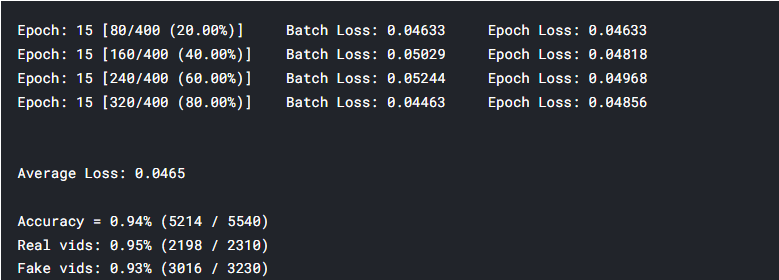 Epoch: 15 [80/400 (20.00%)] Batch Loss: 0.04633 Epoch Loss: 0.04633
Epoch: 15 [160/400 (40.00%)] Batch Loss: 0.05029 Epoch Loss: 0.04818
Epoch: 15 [240/400 (60.00%)] Batch Loss: 0.05244 Epoch Loss: 0.04968
Epoch: 15 [320/400 (80.00%)] Batch Loss: 0.04463 Epoch Loss: 0.04856
Average Loss: 0.0465
Accuracy = 0.94% (5214 / 5540)
Real vids: 0.95% (2198 / 2310)
Fake vids: 0.93% (3016 / 3230)